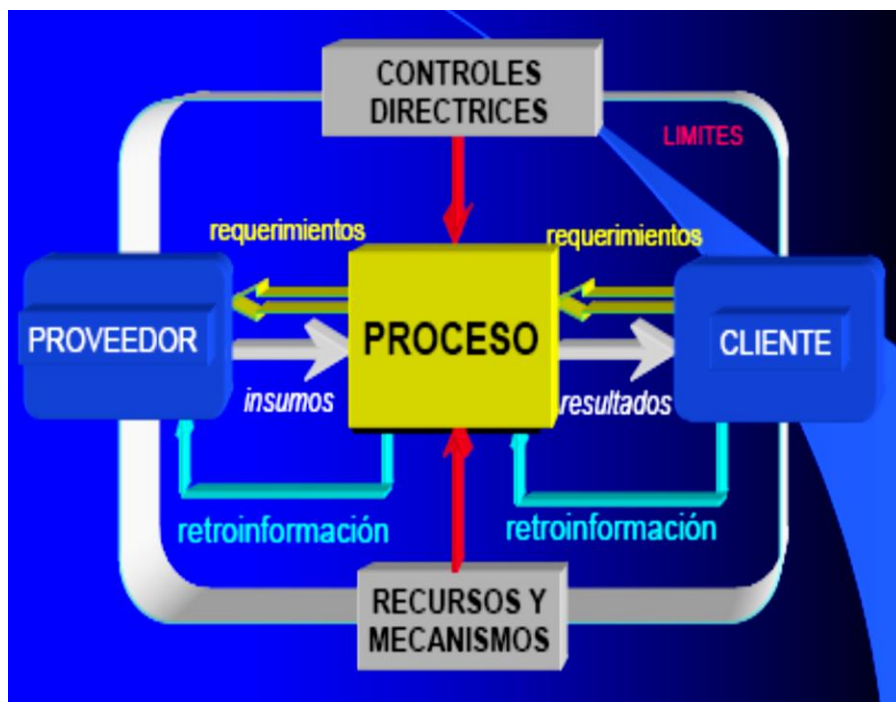 CONTROLES
DIRECTRICES
LIMITES
requerimientos
requerimientos
PROVEEDOR
PROCESO
CLIENTE
insumos
resultados
retroinformación
retroinformación
RECURSOS Y
MECANISMOS